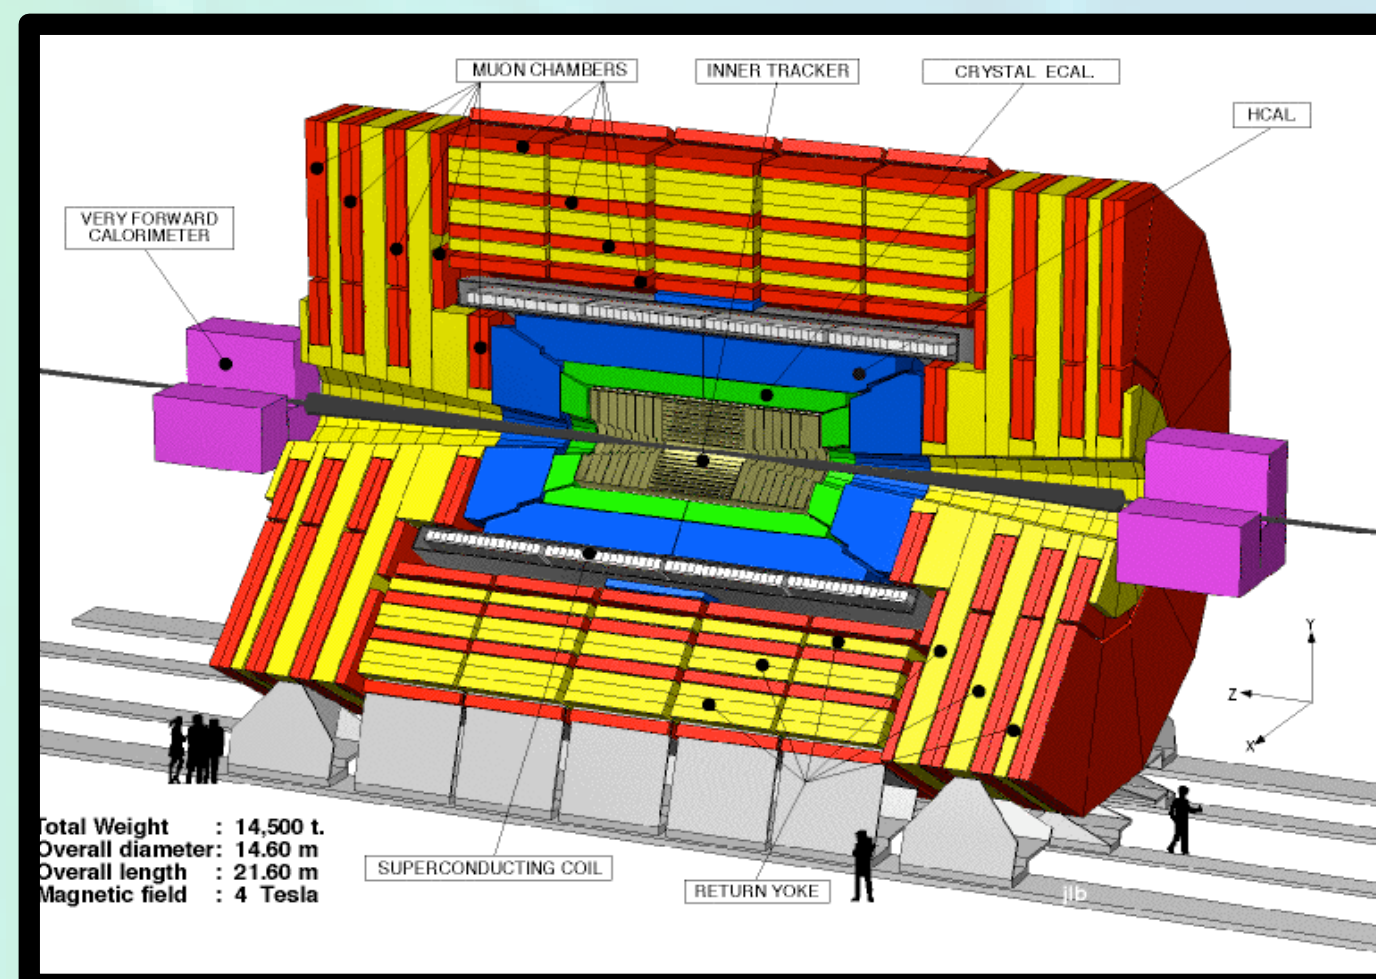 MUON CHAMBERS
INNER TRACKER
CRYSTAL ECAL.
HCAL
VERY FORWARD
CALORIMETER
Y
Z
X
Total Weight : 14,500 t.
Overall diameter: 14.60 m
Overall length : 21.60 m
Magnetic field : 4 Tesla
SUPERCONDUCTING COIL
RETURN YOKE
jlb